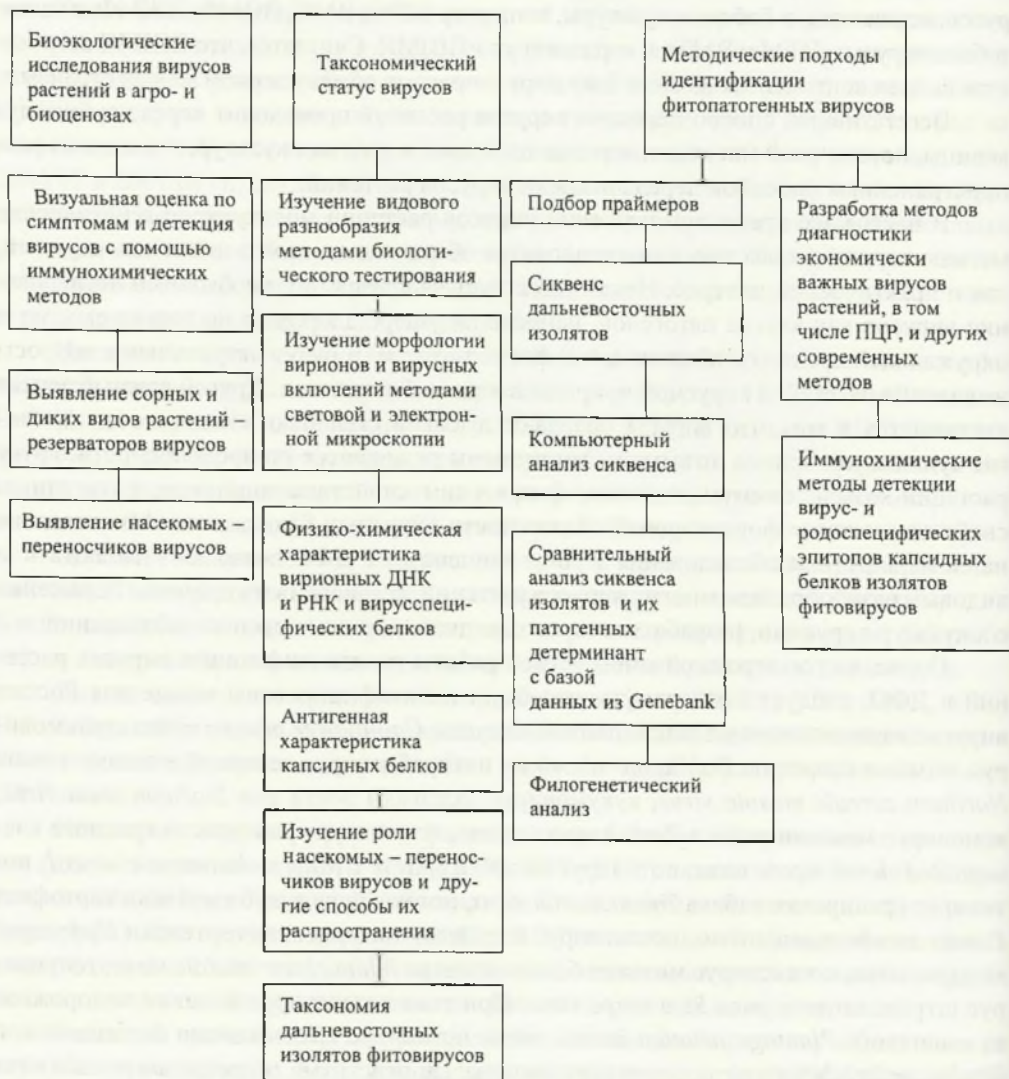 Биоэкологические
исследования вирусов
растений в агро- и
биоценозах
Таксономический
статус вирусов
Методические подходы
идентификации
фитопатогенных вирусов
Визуальная оценка по
симптомам и детекция
вирусов с помощью
иммунохимических
методов
Выявление сорных и
диких видов растений –
резерваторов вирусов
Выявление насекомых –
переносчиков вирусов
Изучение видового
разнообразия
методами биологи-
ческого тестирования
Изучение морфологии
вирионов и вирусных
включений методами
световой и электрон-
ной микроскопии
Физико-химическая
характеристика
вирионных ДНК
и РНК и вирусспеци-
фических белков
Антигенная
характеристика
капсидных белков
Изучение роли
насекомых – перенос-
чиков вирусов и дру-
гие способы их
распространения
Таксономия
дальневосточных
изолятов фитовирусов
Подбор праймеров
Сиквенс
дальневосточных
изолятов
Компьютерный
анализ сиквенса
Сравнительный
анализ сиквенса
изолятов и их
патогенных
детерминант
с базой
данных из Genebank
Филогенетический
анализ
Разработка методов
диагностики
экономически
важных вирусов
растений, в том
числе ПЦР, и других
современных
методов
Иммунохимические
методы детекции
вирус- и
родоспецифических
эпитопов капсидных
белков изолятов
фитовирусов